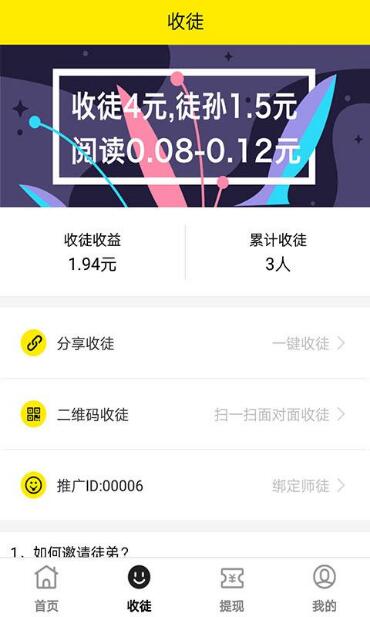 收徒
收徒4元,徒孙1.5元
阅读0.08-0.12元
收徒收益
累计收徒
1.94元
3人
分享收徒
一键收徒
二维码收徒
扫一扫面对面收徒
推广ID:00006
绑定师徒
1、如何邀请徒弟?
首页
收徒
提现
我的